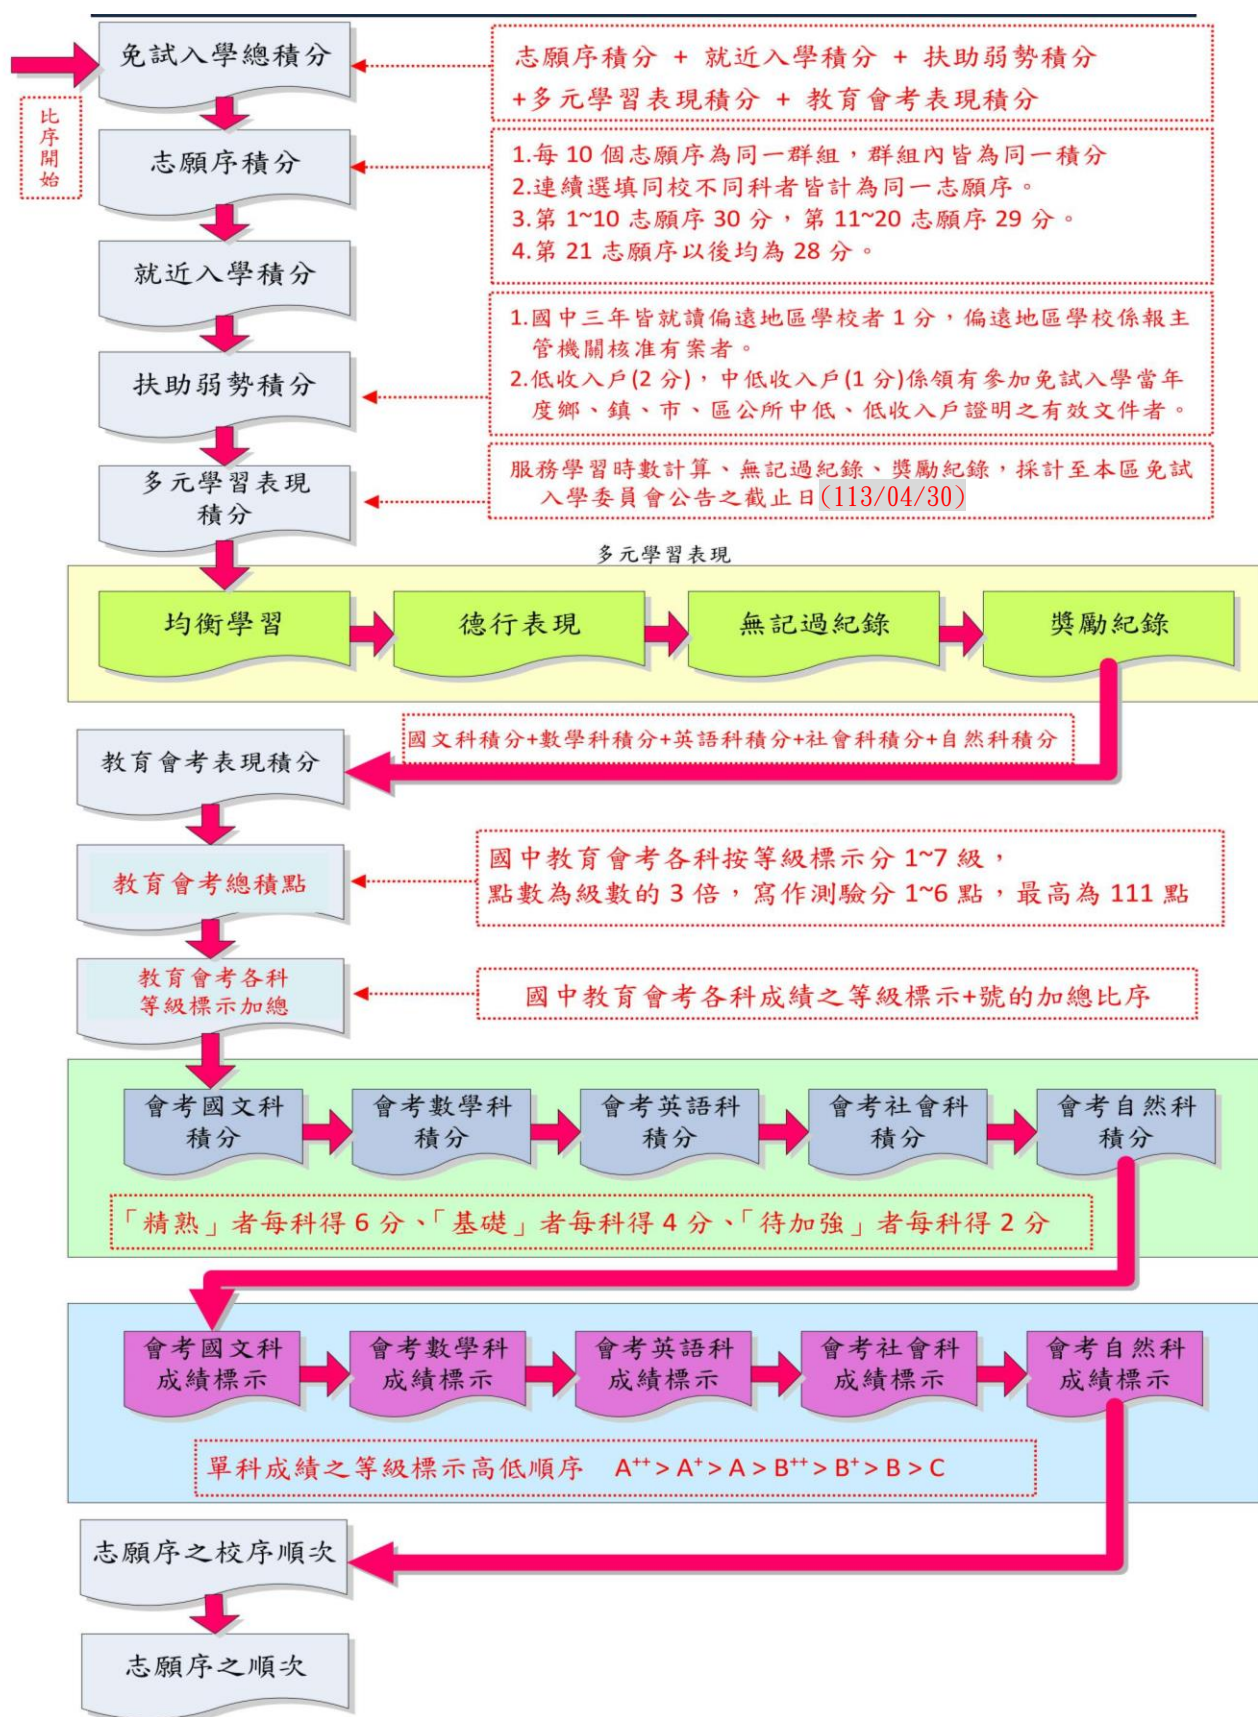 免試入學總積分
志願序積分 + 就近入學積分 + 扶助弱勢積分
+多元學習表現積分 + 教育會考表現積分
比序開始
志願序積分
1.每 10 個志願序為同一群組，群組內皆為同一積分
2.連續選填同校不同科者皆計為同一志願序。
3.第 1~10 志願序 30 分，第 11~20 志願序 29 分。
4.第 21 志願序以後均為 28 分。
就近入學積分
扶助弱勢積分
1.國中三年皆就讀偏遠地區學校者 1 分，偏遠地區學校係報主
管機關核准有案者。
2.低收入戶(2 分)，中低收入戶(1 分)係領有參加免試入學當年
度鄉、鎮、市、區公所中低、低收入戶證明之有效文件者。
多元學習表現
積分
服務學習時數計算、無記過紀錄、獎勵紀錄，採計至本區免試
入學委員會公告之截止日(113/04/30)
多元學習表現
均衡學習
德行表現
無記過紀錄
獎勵紀錄
國文科積分+數學科積分+英語科積分+社會科積分+自然科積分
教育會考表現積分
教育會考總積點
國中教育會考各科按等級標示分 1~7 級，
點數為級數的 3 倍，寫作測驗分 1~6 點，最高為 111 點
教育會考各科
等級標示加總
國中教育會考各科成績之等級標示+號的加總比序
會考國文科
積分
會考數學科
積分
會考英語科
積分
會考社會科
積分
會考自然科
積分
「精熟」者每科得 6 分、「基礎」者每科得 4 分、「待加強」者每科得 2 分
會考國文科
成績標示
會考數學科
成績標示
會考英語科
成績標示
會考社會科
成績標示
會考自然科
成績標示
單科成績之等級標示高低順序 A⁺⁺ > A⁺ > A > B⁺⁺ > B⁺ > B > C
志願序之校序順次
志願序之順次